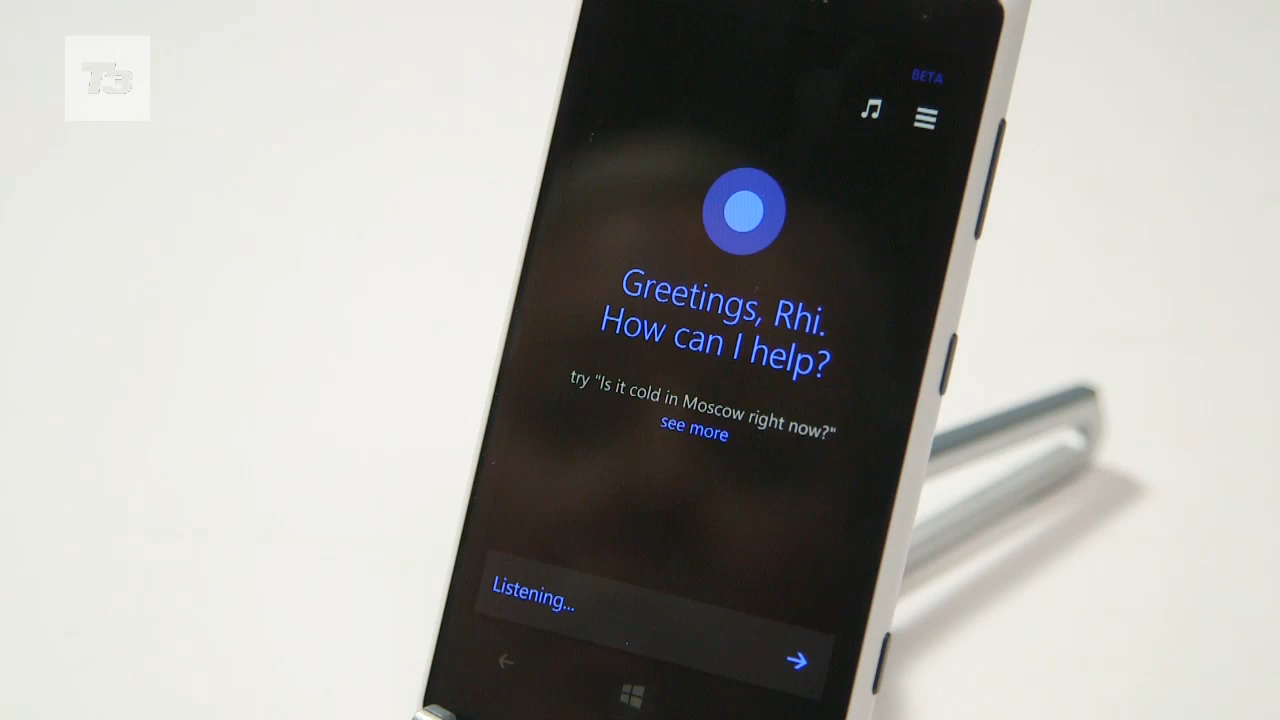 T3
BETA
Greetings, Rhi.
How can I help?
try "Is it cold in Moscow right now?"
see more
Listening...